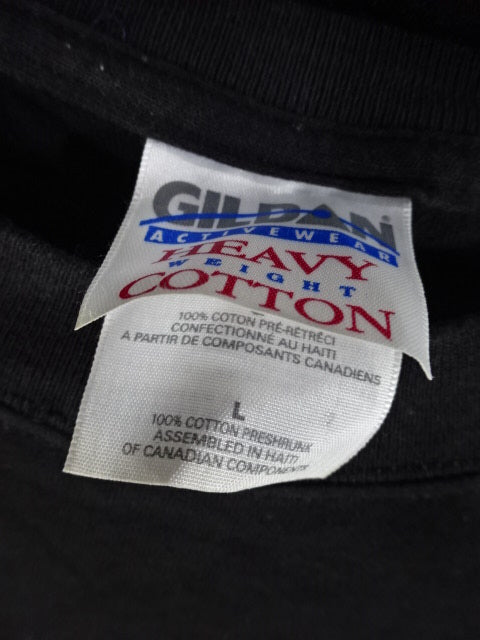 GILDAN
ACTIVEWEAR
HEAVY
WEIGHT
COTTON
100% COTON PRÉ-RÉTRÉCI
CONFECTIONNÉ AU HAITI
A PARTIR DE COMPOSANTS CANADIENS
L
100% COTTON PRESHRUNK
ASSEMBLED IN HAITI
OF CANADIAN COMPONENTS